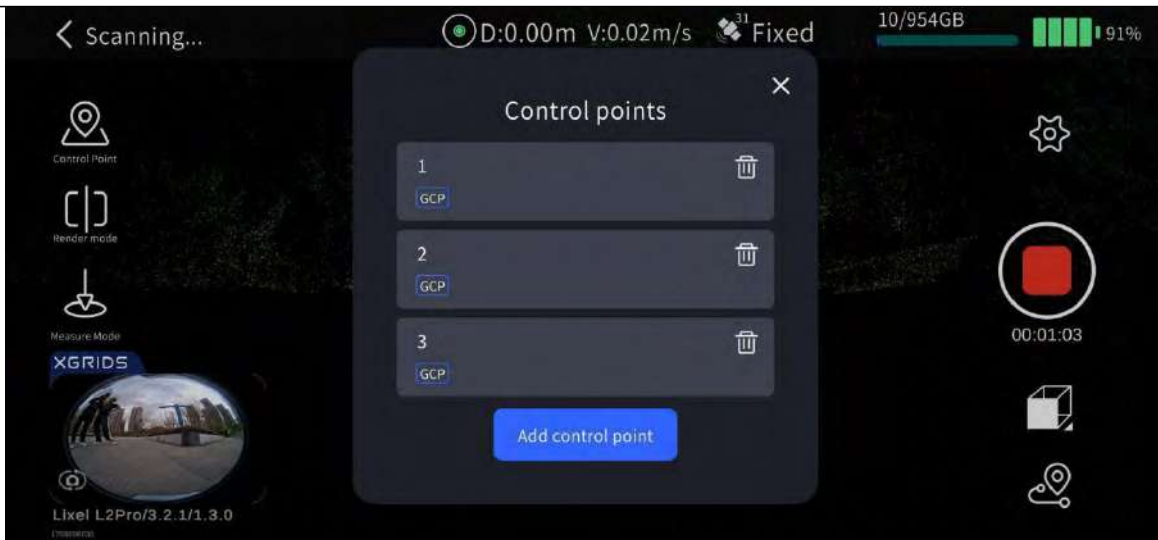 Scanning...
D:0.00m V:0.02m/s
31
Fixed
10/954GB
91%
Control points
Control Point
1
GCP
Render mode
2
GCP
Measure Mode
3
GCP
00:01:03
XGRIDS
Add control point
Lixel L2Pro/3.2.1/1.3.0